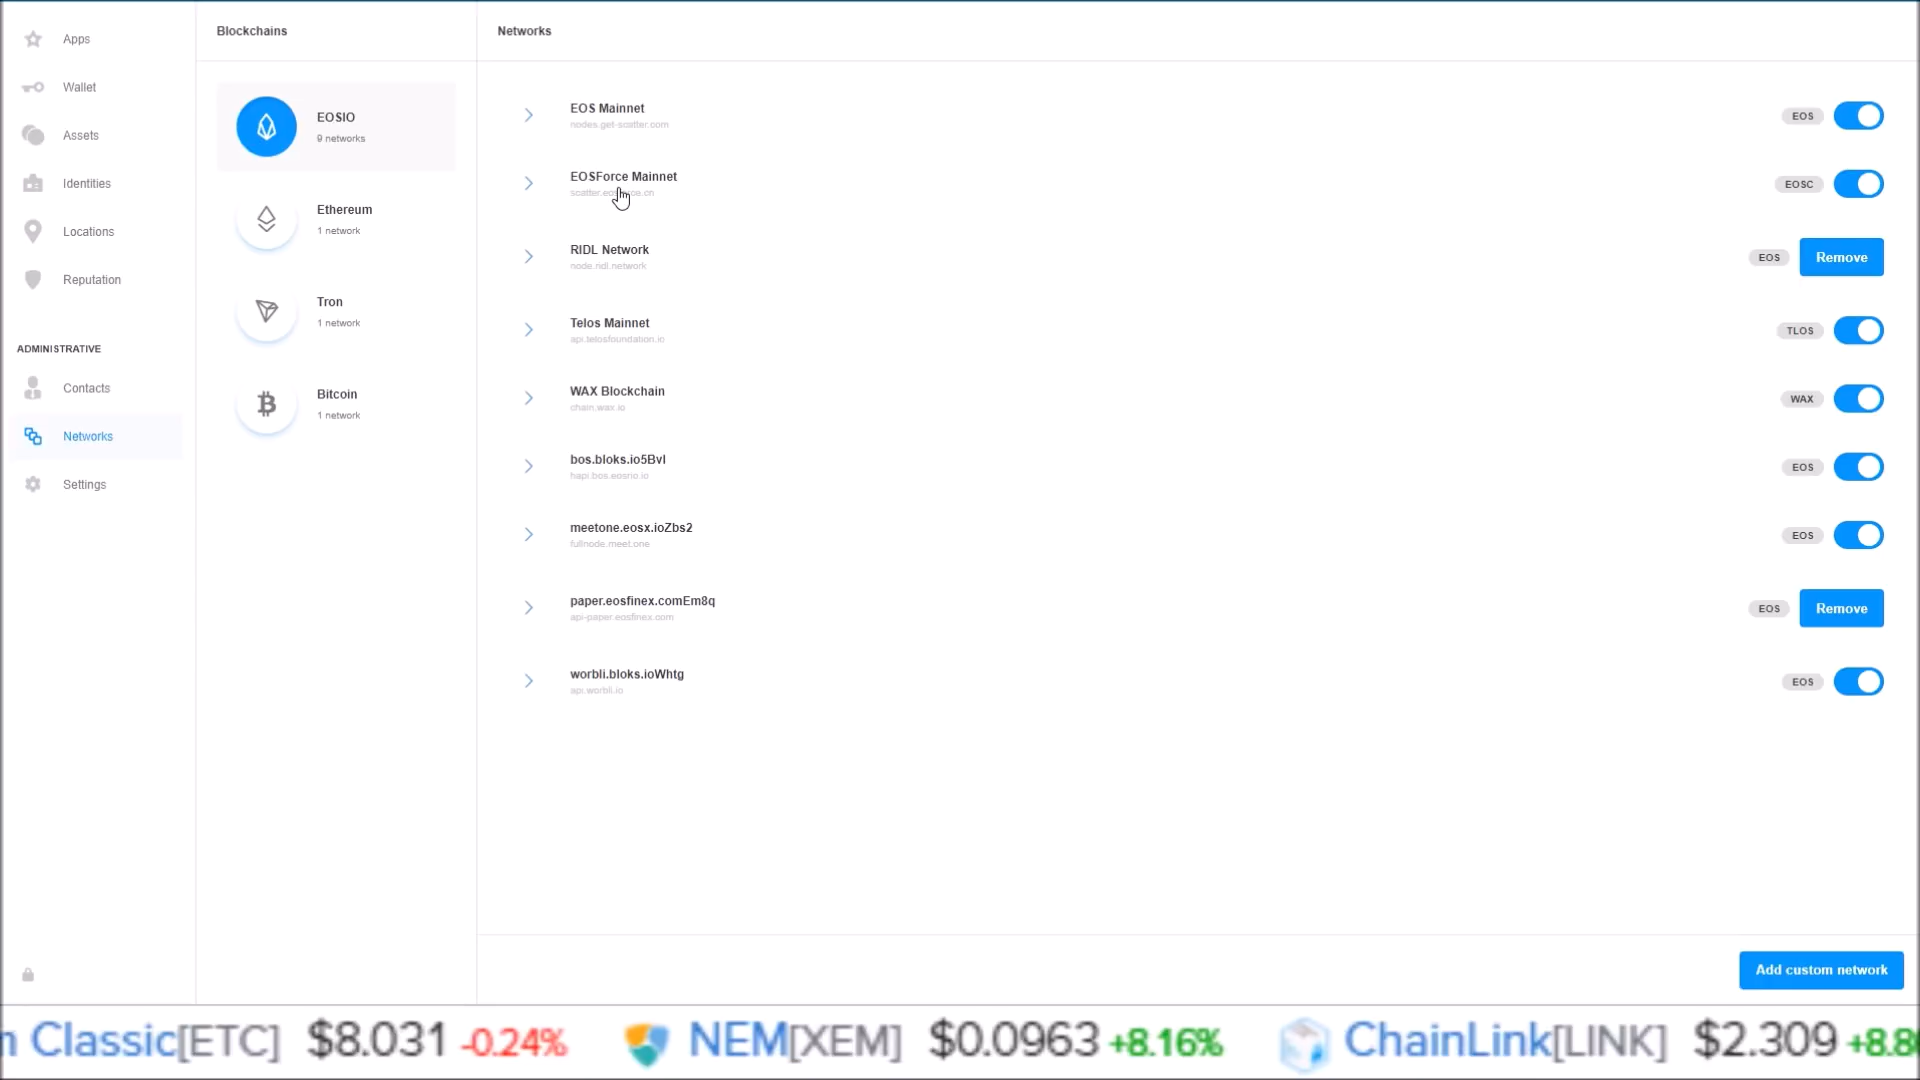 Apps
Wallet
Assets
Identities
Locations
Reputation
ADMINISTRATIVE
Contacts
Networks
Settings
Blockchains
EOSIO
9 networks
Ethereum
1 network
Tron
1 network
Bitcoin
1 network
Networks
EOS Mainnet
nodes.get-scatter.com
EOS
EOSForce Mainnet
EOSC
RIDL Network
node.ridl.network
EOS
Remove
Telos Mainnet
api.telosfoundation.io
TLOS
WAX Blockchain
chain.wax.io
WAX
bos.bloks.io5BvI
hapi.bos.eosrio.io
EOS
meetone.eosx.ioZbs2
fullnode.meet.one
EOS
paper.eosfinex.comEm8q
api-paper.eosfinex.com
EOS
Remove
worbli.bloks.ioWhtg
api.worbli.io
EOS
Add custom network
Classic[ETC] $8.031 -0.24% NEM[XEM] $0.0963 +8.16% ChainLink[LINK] $2.309